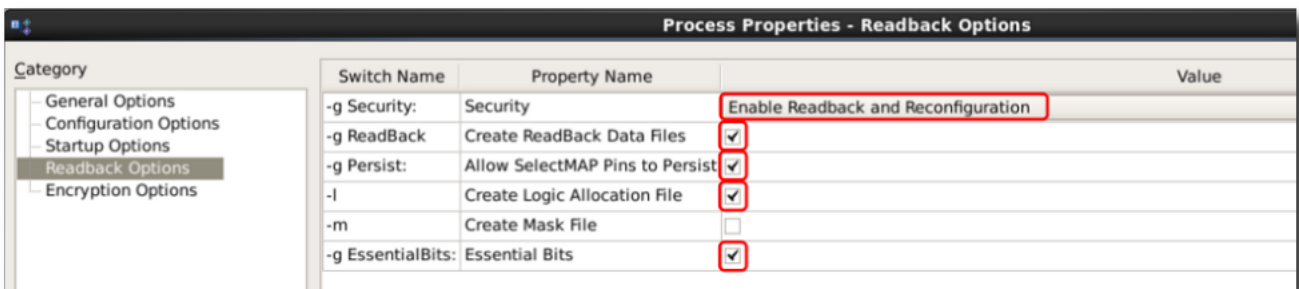 Process Properties - Readback Options
Category
General Options
Configuration Options
Startup Options
Readback Options
Encryption Options
Switch Name Property Name Value
-g Security: Security Enable Readback and Reconfiguration
-g ReadBack Create ReadBack Data Files
-g Persist: Allow SelectMAP Pins to Persist
-l Create Logic Allocation File
-m Create Mask File
-g EssentialBits: Essential Bits